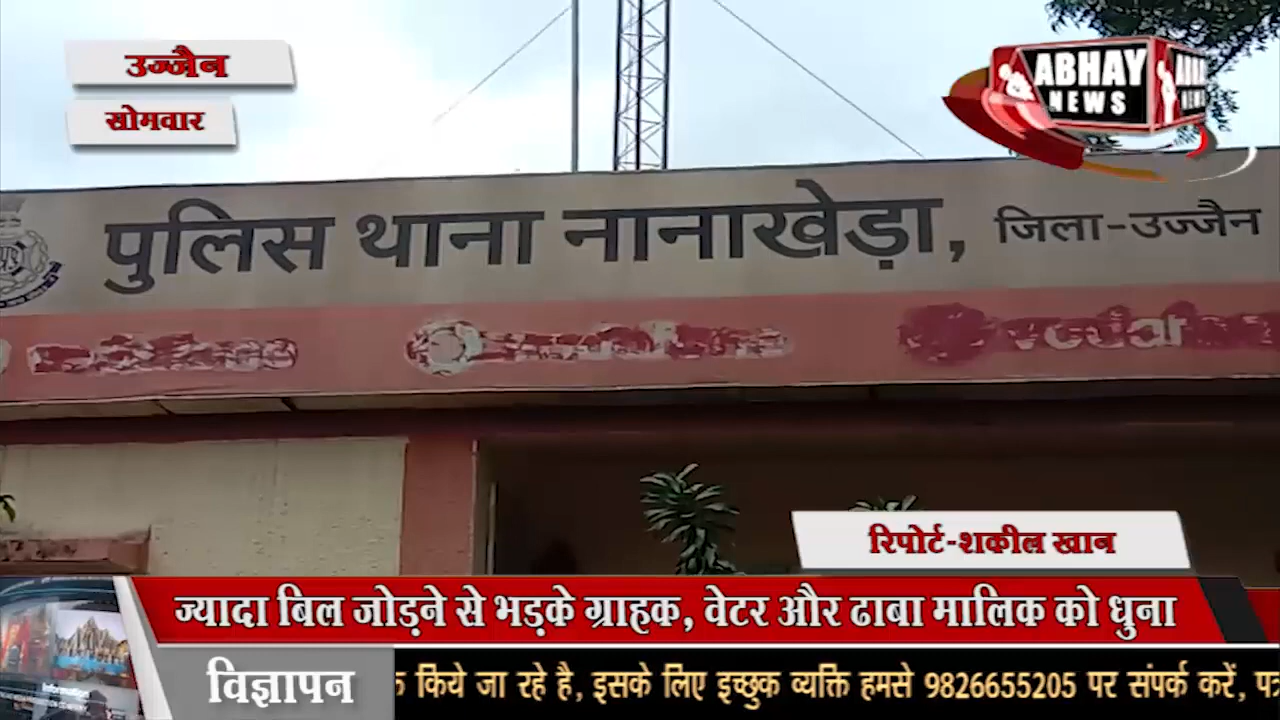 उज्जैन
सोमवार
ABHAY
NEWS
पुलिस थाना नानाखेड़ा, जिला-उज्जैन
रिपोर्ट-शकील खान
ज्यादा बिल जोड़ने से भड़के ग्राहक, वेटर और ढाबा मालिक को धुना
विज्ञापन
किये जा रहे है, इसके लिए इच्छुक व्यक्ति हमसे 9826655205 पर संपर्क करें,